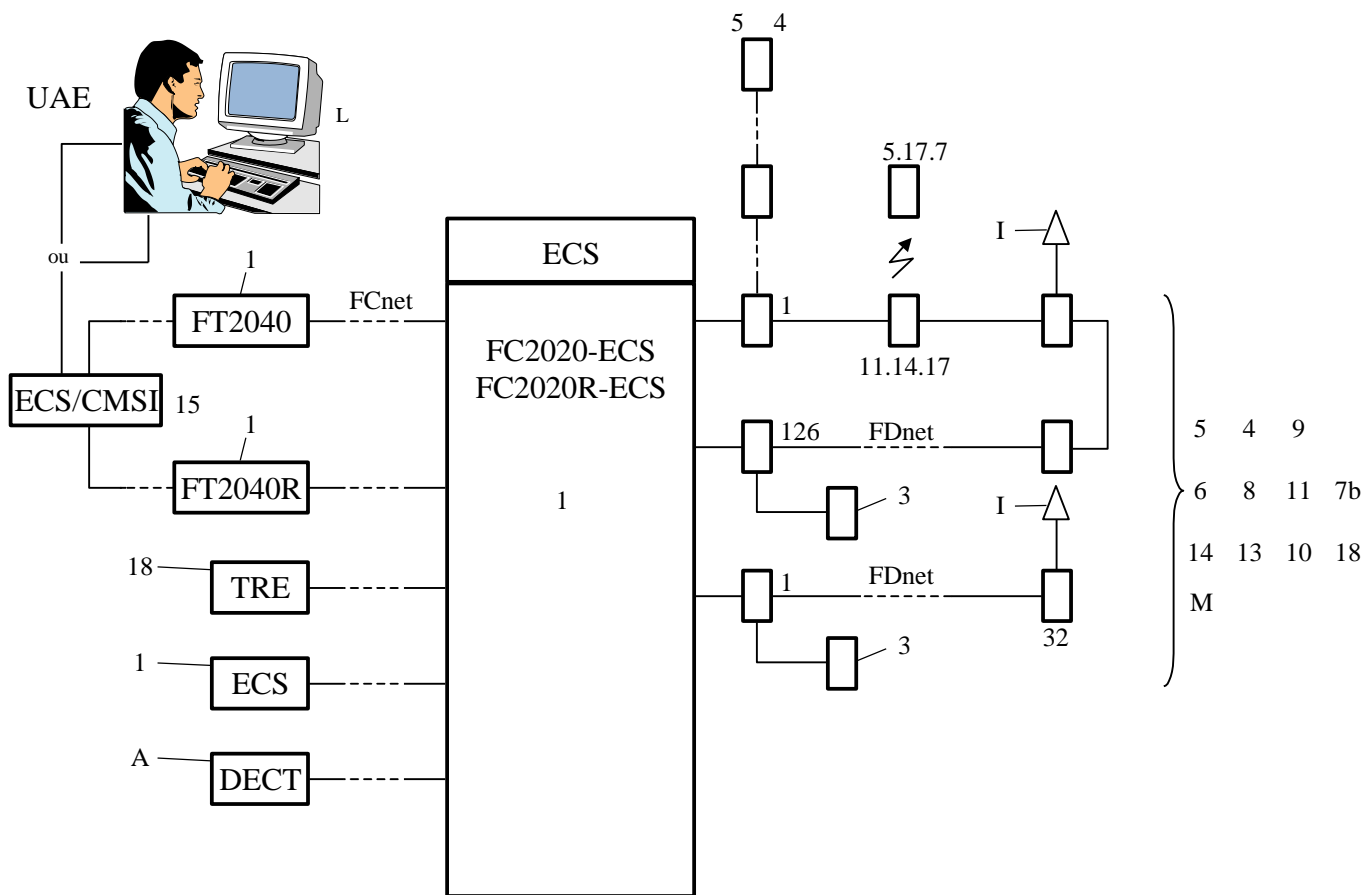 5 4
UAE
L
5.17.7
I
ou
ECS
1
FT2040
FCnet
1
FC2020-ECS
FC2020R-ECS
11.14.17
ECS/CMSI
15
1
126
FDnet
5 4 9
FT2040R
1
3
I
6 8 11 7b
18
TRE
1
FDnet
14 13 10 18
M
32
1
ECS
3
A
DECT